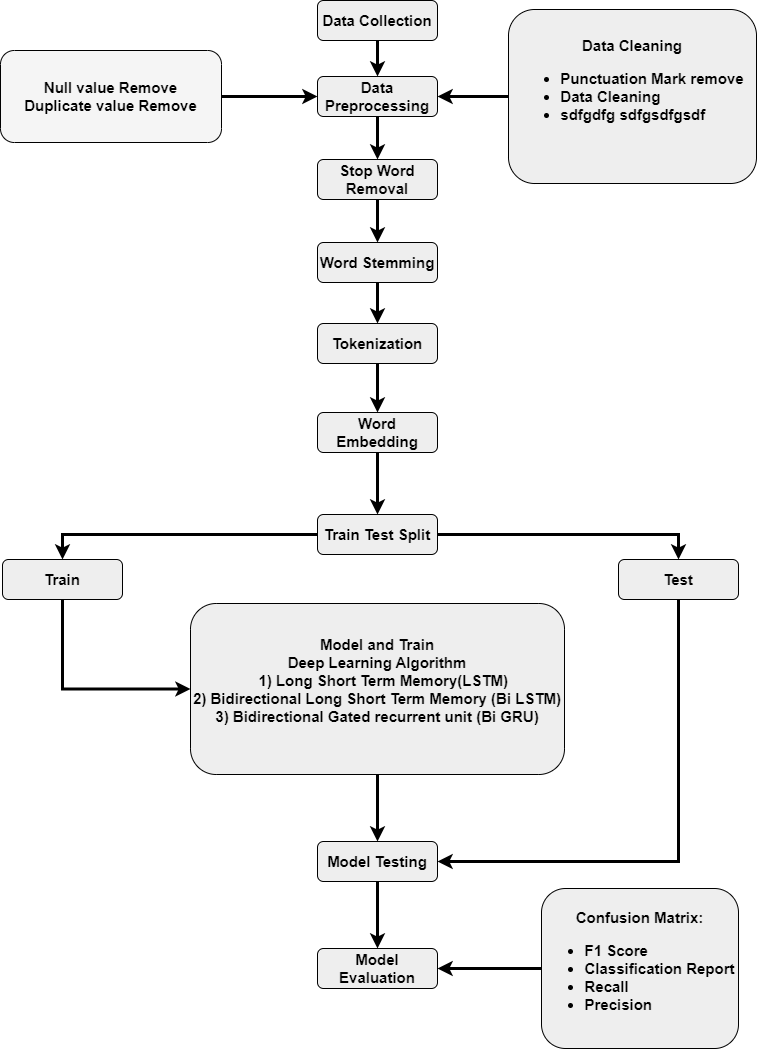 Data Collection
Data Cleaning
• Punctuation Mark remove
• Data Cleaning
• sdfgdfg sdfgsdfgsdf
Null value Remove
Duplicate value Remove
Data
Preprocessing
Stop Word
Removal
Word Stemming
Tokenization
Word
Embedding
Train Test Split
Train
Test
Model and Train
Deep Learning Algorithm
1) Long Short Term Memory(LSTM)
2) Bidirectional Long Short Term Memory (Bi LSTM)
3) Bidirectional Gated recurrent unit (Bi GRU)
Model Testing
Confusion Matrix:
• F1 Score
• Classification Report
• Recall
• Precision
Model
Evaluation